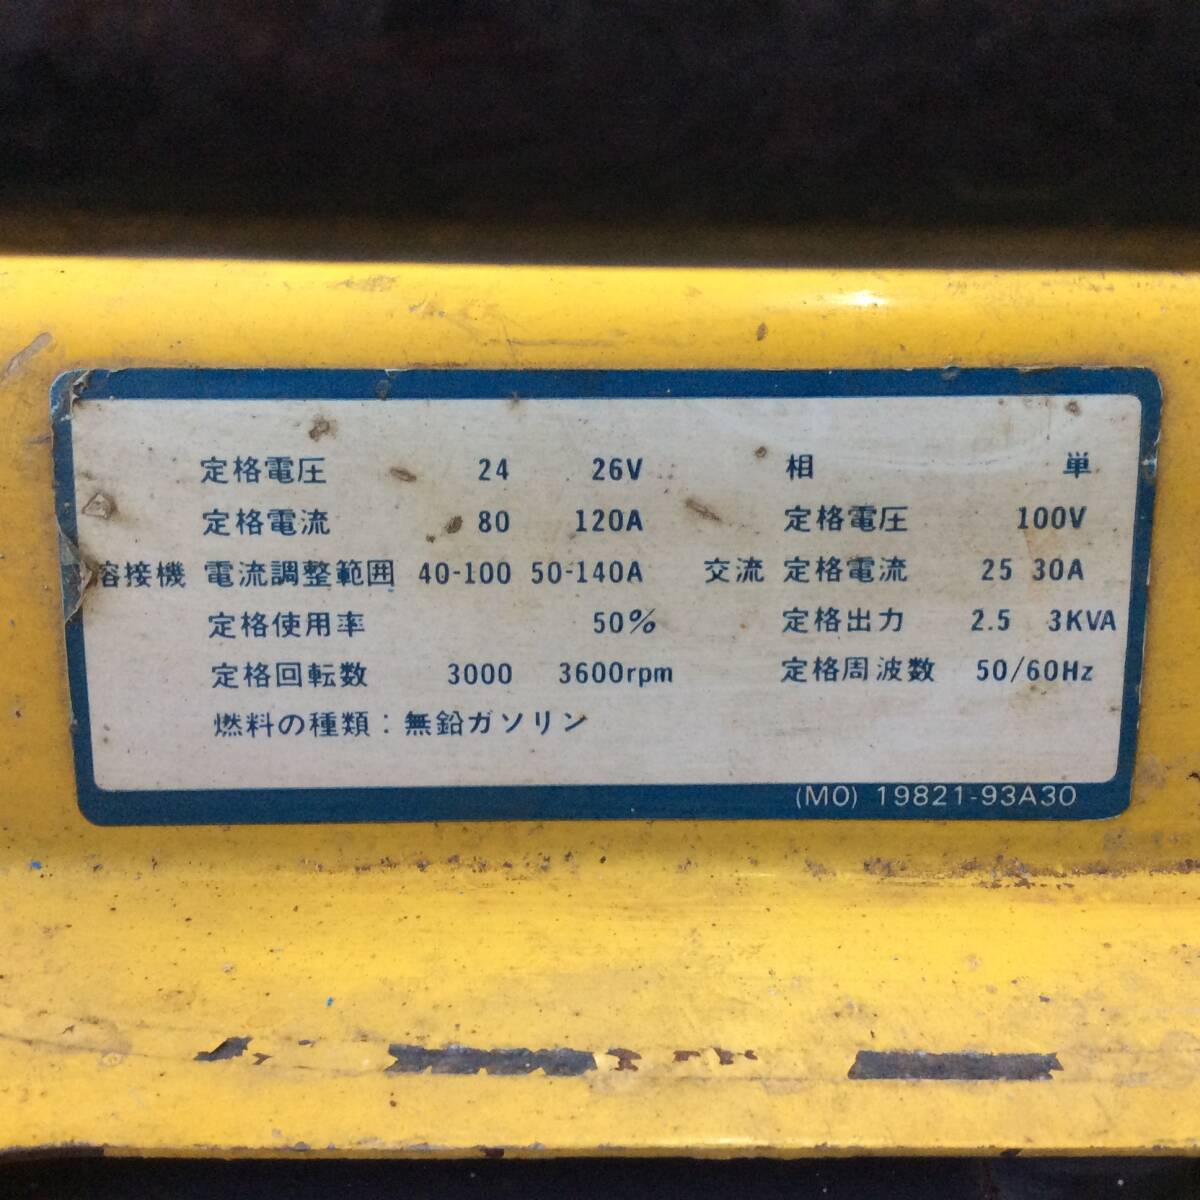 定格電圧 24 26V 相 単
定格電流 80 120A 定格電圧 100V
溶接機 電流調整範囲 40-100 50-140A 交流 定格電流 25 30A
定格使用率 50% 定格出力 2.5 3KVA
定格回転数 3000 3600rpm 定格周波数 50/60Hz
燃料の種類：無鉛ガソリン
(MO) 19821-93A30